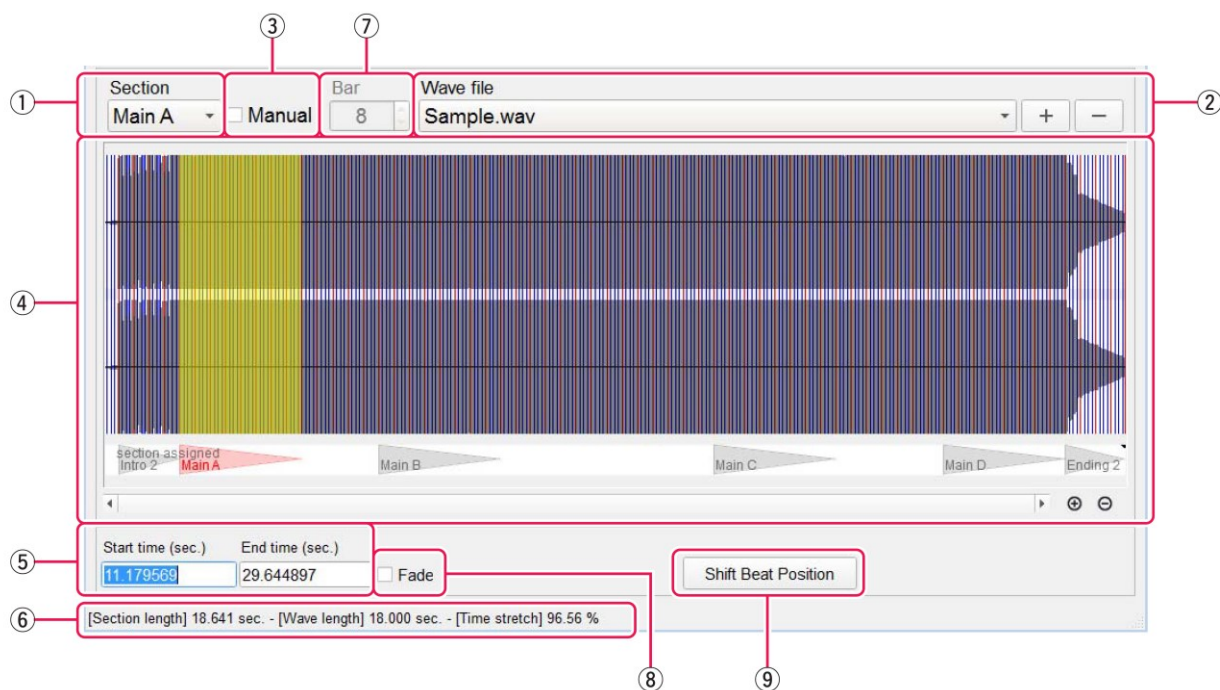 ③ ⑦
Section Bar Wave file
① Main A Manual 8 Sample.wav + − ②
④
section assigned
Intro 2 Main A Main B Main C Main D Ending 2
Start time (sec.) End time (sec.)
⑤ 11.179569 29.644897 Fade Shift Beat Position
⑥ [Section length] 18.641 sec. - [Wave length] 18.000 sec. - [Time stretch] 96.56 %
⑧ ⑨